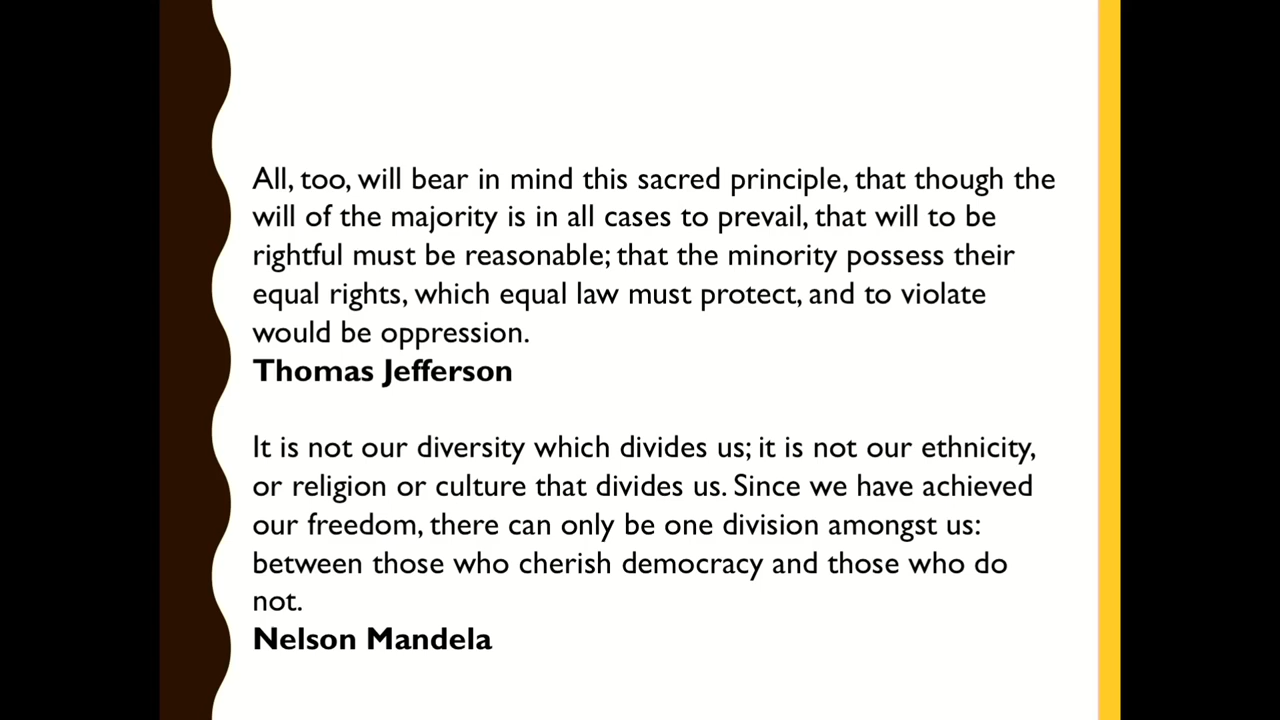 All, too, will bear in mind this sacred principle, that though the
will of the majority is in all cases to prevail, that will to be
rightful must be reasonable; that the minority possess their
equal rights, which equal law must protect, and to violate
would be oppression.
Thomas Jefferson
It is not our diversity which divides us; it is not our ethnicity,
or religion or culture that divides us. Since we have achieved
our freedom, there can only be one division amongst us:
between those who cherish democracy and those who do
not.
Nelson Mandela